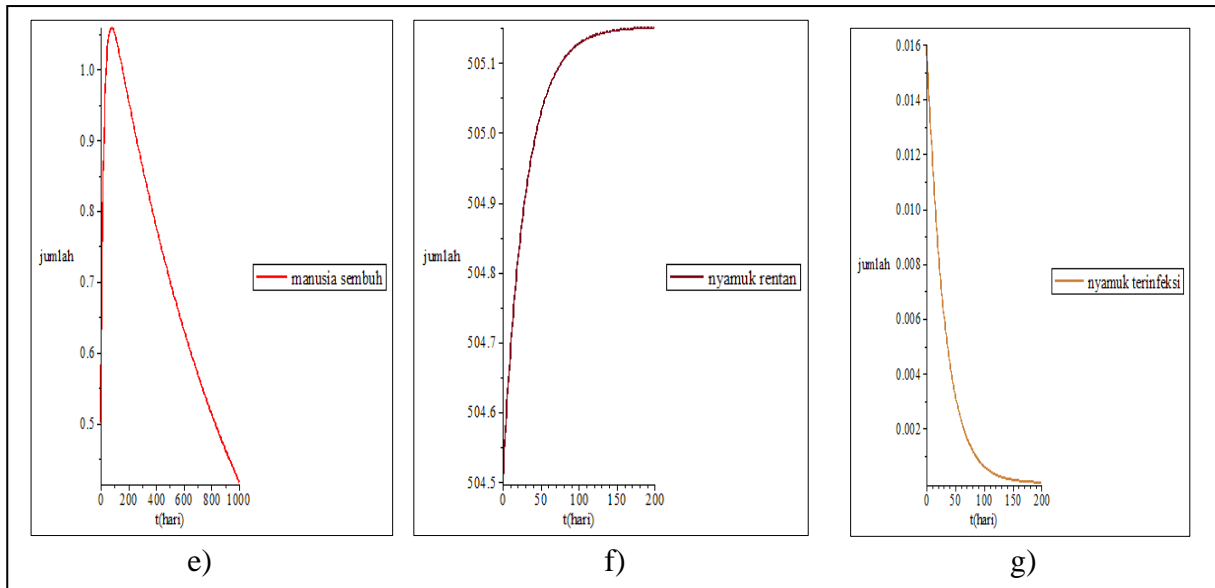 1.0
0.9
0.8
jumlah
0.7
0.6
0.5
0 200 400 600 800 1000
t(hari)
manusia sembuh
e)
505.1
505.0
504.9
jumlah
504.8
504.7
504.6
504.5
0 50 100 150 200
t(hari)
nyamuk rentan
f)
0.016
0.014
0.012
0.010
jumlah
0.008
0.006
0.004
0.002
0 50 100 150 200
t(hari)
nyamuk terinfeksi
g)